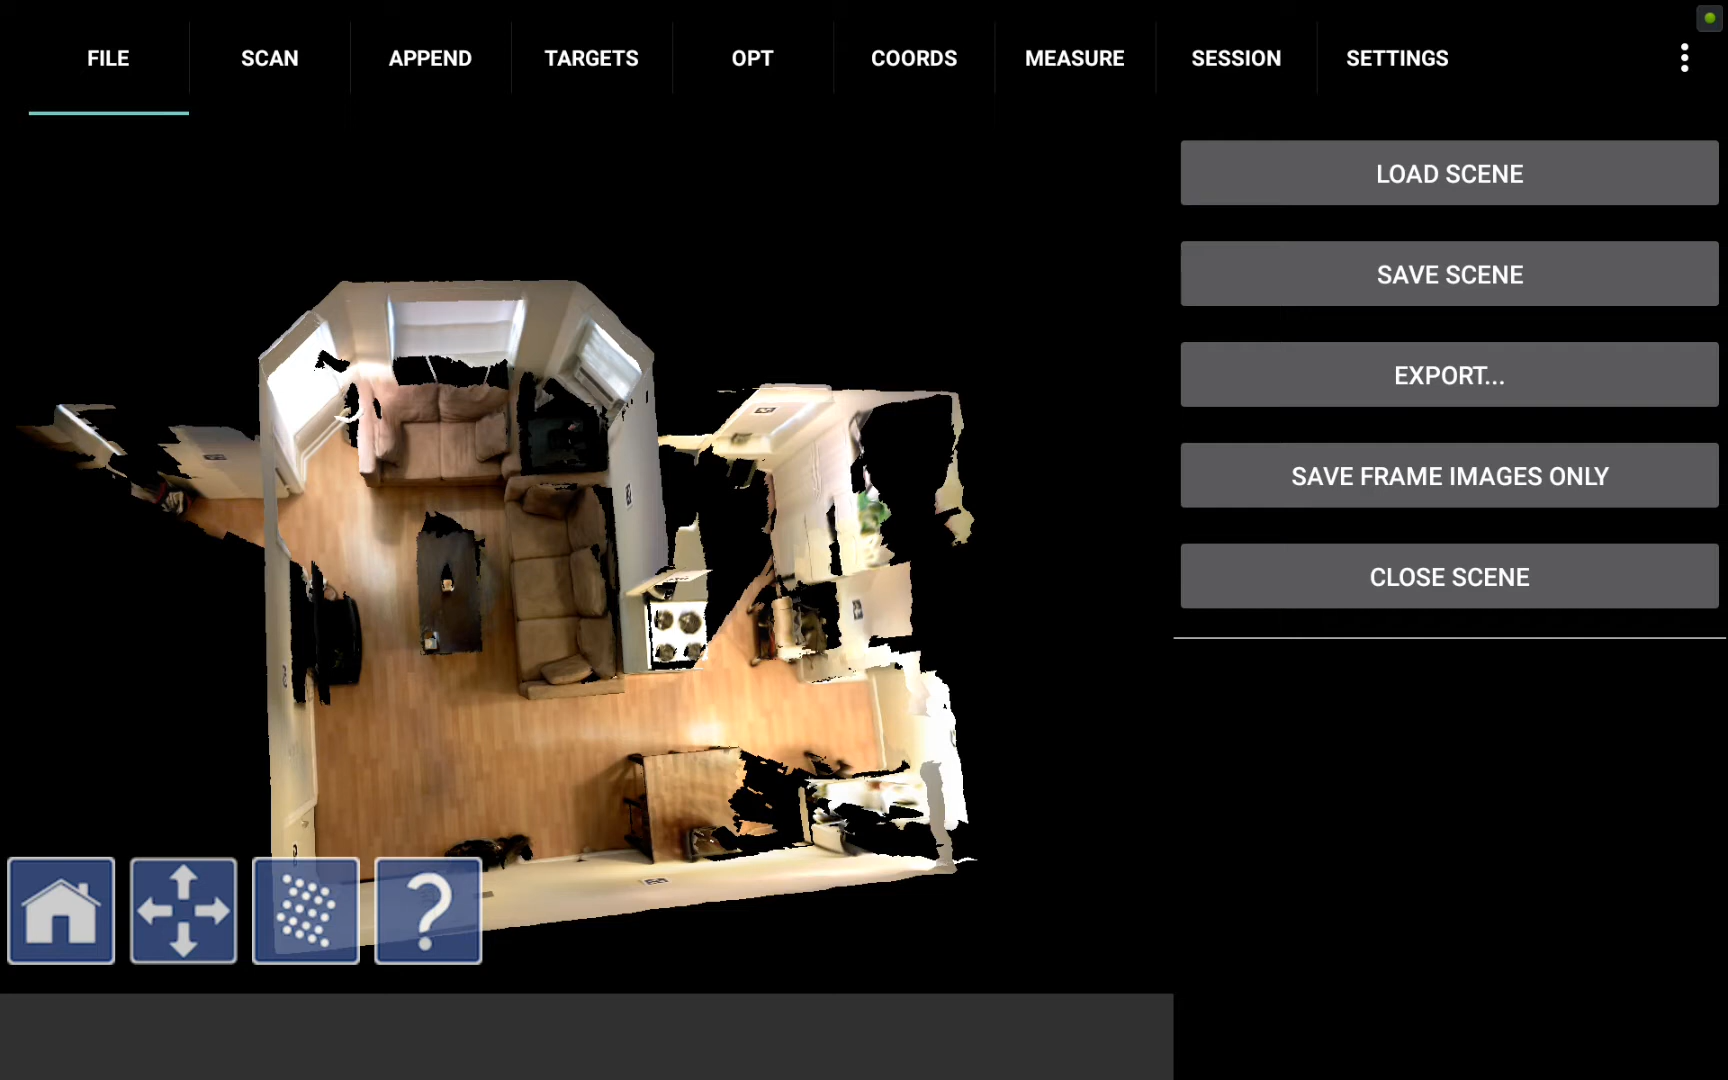 FILE
SCAN
APPEND
TARGETS
OPT
COORDS
MEASURE
SESSION
SETTINGS
LOAD SCENE
SAVE SCENE
EXPORT...
SAVE FRAME IMAGES ONLY
CLOSE SCENE
?